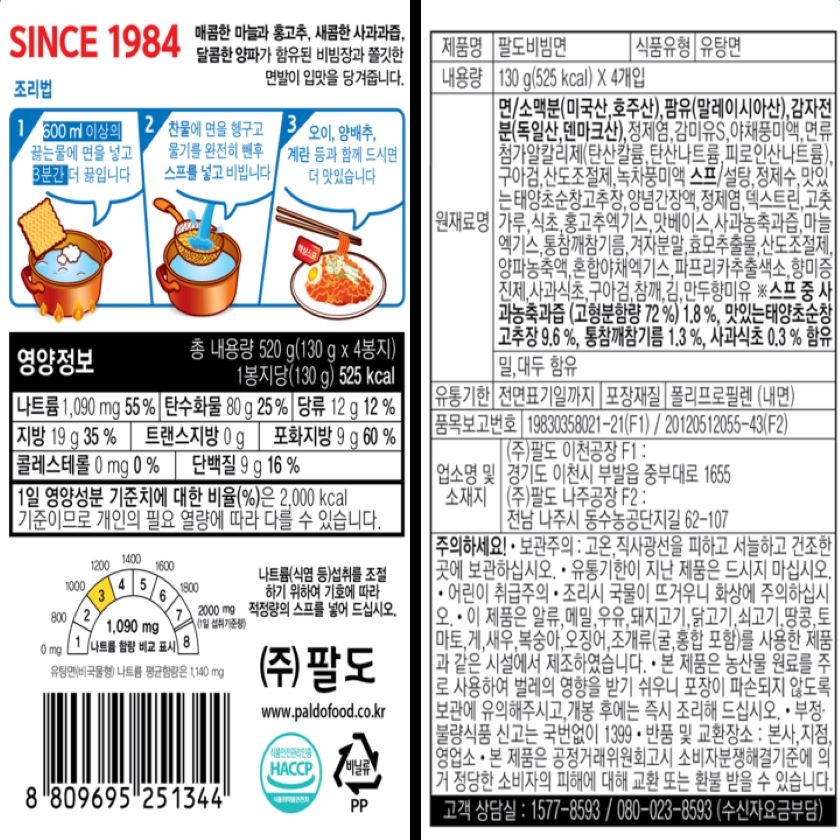 SINCE 1984
매콤한 마늘과 홍고추, 새콤한 사과과즙,
달콤한 양파가 함유된 비빔장과 쫄깃한
면발이 입맛을 당겨줍니다.
조리법
1
600 ml 이상의
끓는물에 면을 넣고
3분간 더 끓입니다
2
찬물에 면을 헹구고
물기를 완전히 뺀후
스프를 넣고 비빕니다
3
오이, 양배추,
계란 등과 함께 드시면
더 맛있습니다
액상스프
영양정보
총 내용량 520 g(130 g x 4봉지)
1봉지당(130 g) 525 kcal
나트륨 1,090 mg 55% 탄수화물 80 g 25% 당류 12 g 12%
지방 19 g 35% 트랜스지방 0 g 포화지방 9 g 60%
콜레스테롤 0 mg 0% 단백질 9 g 16%
1일 영양성분 기준치에 대한 비율(%)은 2,000 kcal
기준이므로 개인의 필요 열량에 따라 다를 수 있습니다.
0 mg 800 1000 1200 1400 1600 1800 2000 mg
(1일 섭취기준량)
1 2 3 4 5 6 7 8
1,090 mg
나트륨 함량 비교 표시
유탕면(비국물형) 나트륨 평균함량은 1,140 mg
나트륨(식염 등)섭취를 조절
하기 위하여 기호에 따라
적정량의 스프를 넣어 드십시오.
(주) 팔도
www.paldofood.co.kr
8 809695 251344
식품안전관리인증
HACCP
식품의약품안전처
비닐류
PP
제품명 팔도비빔면 식품유형 유탕면
내용량 130 g(525 kcal) X 4개입
원재료명
면/소맥분(미국산,호주산), 팜유(말레이시아산), 감자전
분(독일산,덴마크산),정제염,감미유S,야채풍미액,면류
첨가알칼리제(탄산칼륨,탄산나트륨,피로인산나트륨),
구아검,산도조절제,녹차풍미액 스프/설탕,정제수,맛있
는태양초순창고추장,양념간장액,정제염,덱스트린,고춧
가루,식초,홍고추엑기스,맛베이스,사과농축과즙,마늘
엑기스,통참깨참기름,겨자분말,효모추출물,산도조절제,
양파농축액,혼합야채엑기스,파프리카추출색소,향미증
진제,사과식초,구아검,참깨,김,만두향미유 ※스프 중 사
과농축과즙 (고형분함량 72 %) 1.8 %, 맛있는태양초순창
고추장 9.6 %, 통참깨참기름 1.3 %, 사과식초 0.3 % 함유
밀,대두 함유
유통기한 전면표기일까지 포장재질 폴리프로필렌 (내면)
품목보고번호 19830358021-21(F1) / 20120512055-43(F2)
업소명 및
소재지
(주)팔도 이천공장 F1 :
경기도 이천시 부발읍 중부대로 1655
(주)팔도 나주공장 F2 :
전남 나주시 동수농공단지길 62-107
주의하세요! • 보관주의 : 고온,직사광선을 피하고 서늘하고 건조한
곳에 보관하십시오. • 유통기한이 지난 제품은 드시지 마십시오.
• 어린이 취급주의 • 조리시 국물이 뜨거우니 화상에 주의하십시
오. • 이 제품은 알류,메밀,우유,돼지고기,닭고기,쇠고기,땅콩,토
마토,게,새우,복숭아,오징어,조개류(굴,홍합 포함)를 사용한 제품
과 같은 시설에서 제조하였습니다. • 본 제품은 농산물 원료를 주
로 사용하여 벌레의 영향을 받기 쉬우니 포장이 파손되지 않도록
보관에 유의해주시고,개봉 후에는 즉시 조리해 드십시오. • 부정·
불량식품 신고는 국번없이 1399 • 반품 및 교환장소 : 본사,지점,
영업소 • 본 제품은 공정거래위원회고시 소비자분쟁해결기준에 의
거 정당한 소비자의 피해에 대해 교환 또는 환불 받을 수 있습니다.
고객 상담실 : 1577-8593 / 080-023-8593 (수신자요금부담)